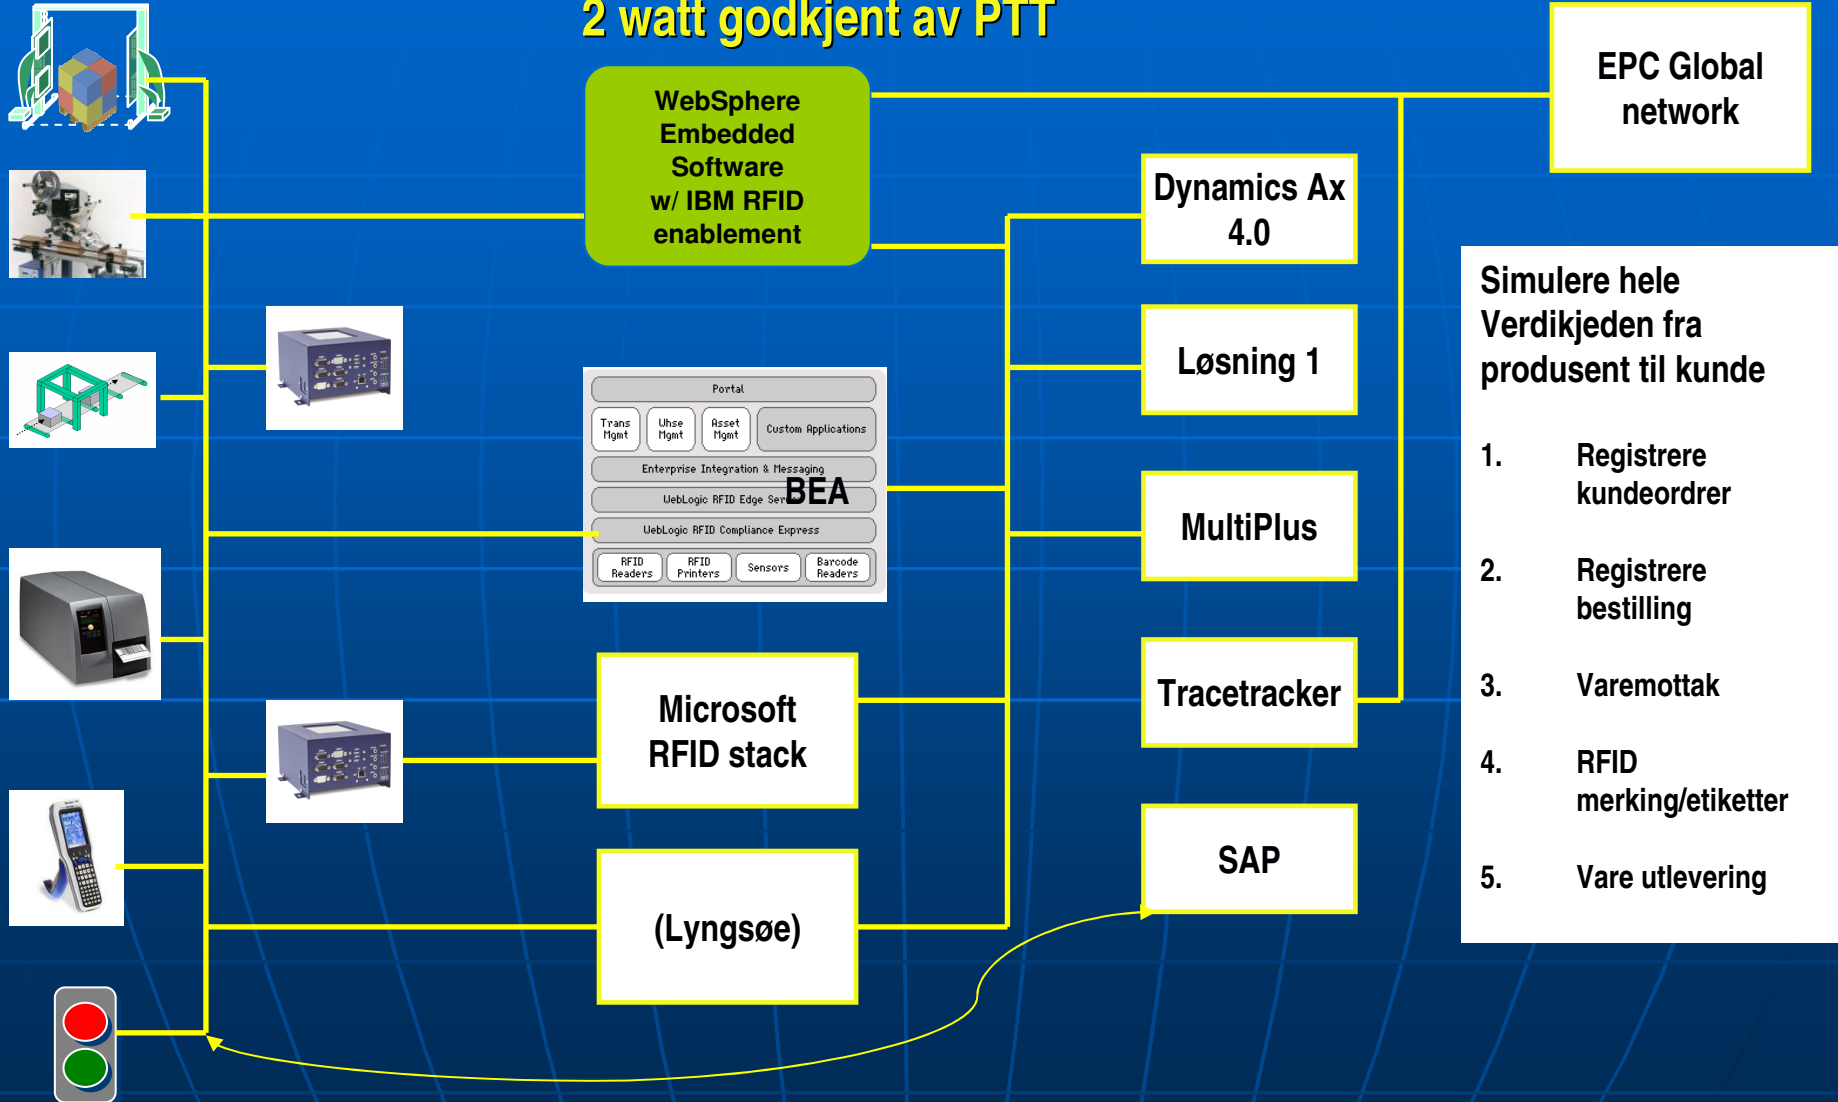 2 watt godkjent av PTT
WebSphere
Embedded
Software
w/ IBM RFID
enablement
EPC Global
network
Dynamics Ax
4.0
Løsning 1
MultiPlus
Tracetracker
SAP
Portal
Trans
Mgmt
Whse
Mgmt
Asset
Mgmt
Custom Applications
Enterprise Integration & Messaging
WebLogic RFID Edge Server
BEA
WebLogic RFID Compliance Express
RFID
Readers
RFID
Printers
Sensors
Barcode
Readers
Microsoft
RFID stack
(Lyngsøe)
Simulere hele
Verdikjeden fra
produsent til kunde
1. Registrere
kundeordrer
2. Registrere
bestilling
3. Varemottak
4. RFID
merking/etiketter
5. Vare utlevering